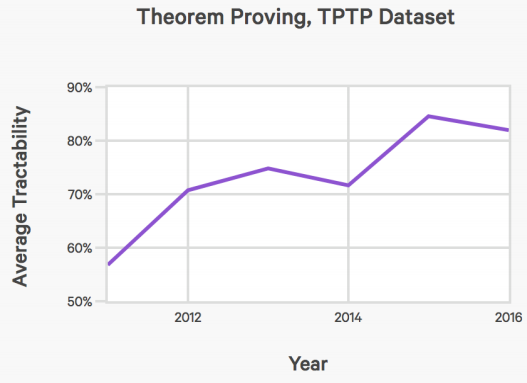 Theorem Proving, TPTP Dataset
Average Tractability
90%
80%
70%
60%
50%
2012
2014
2016
Year